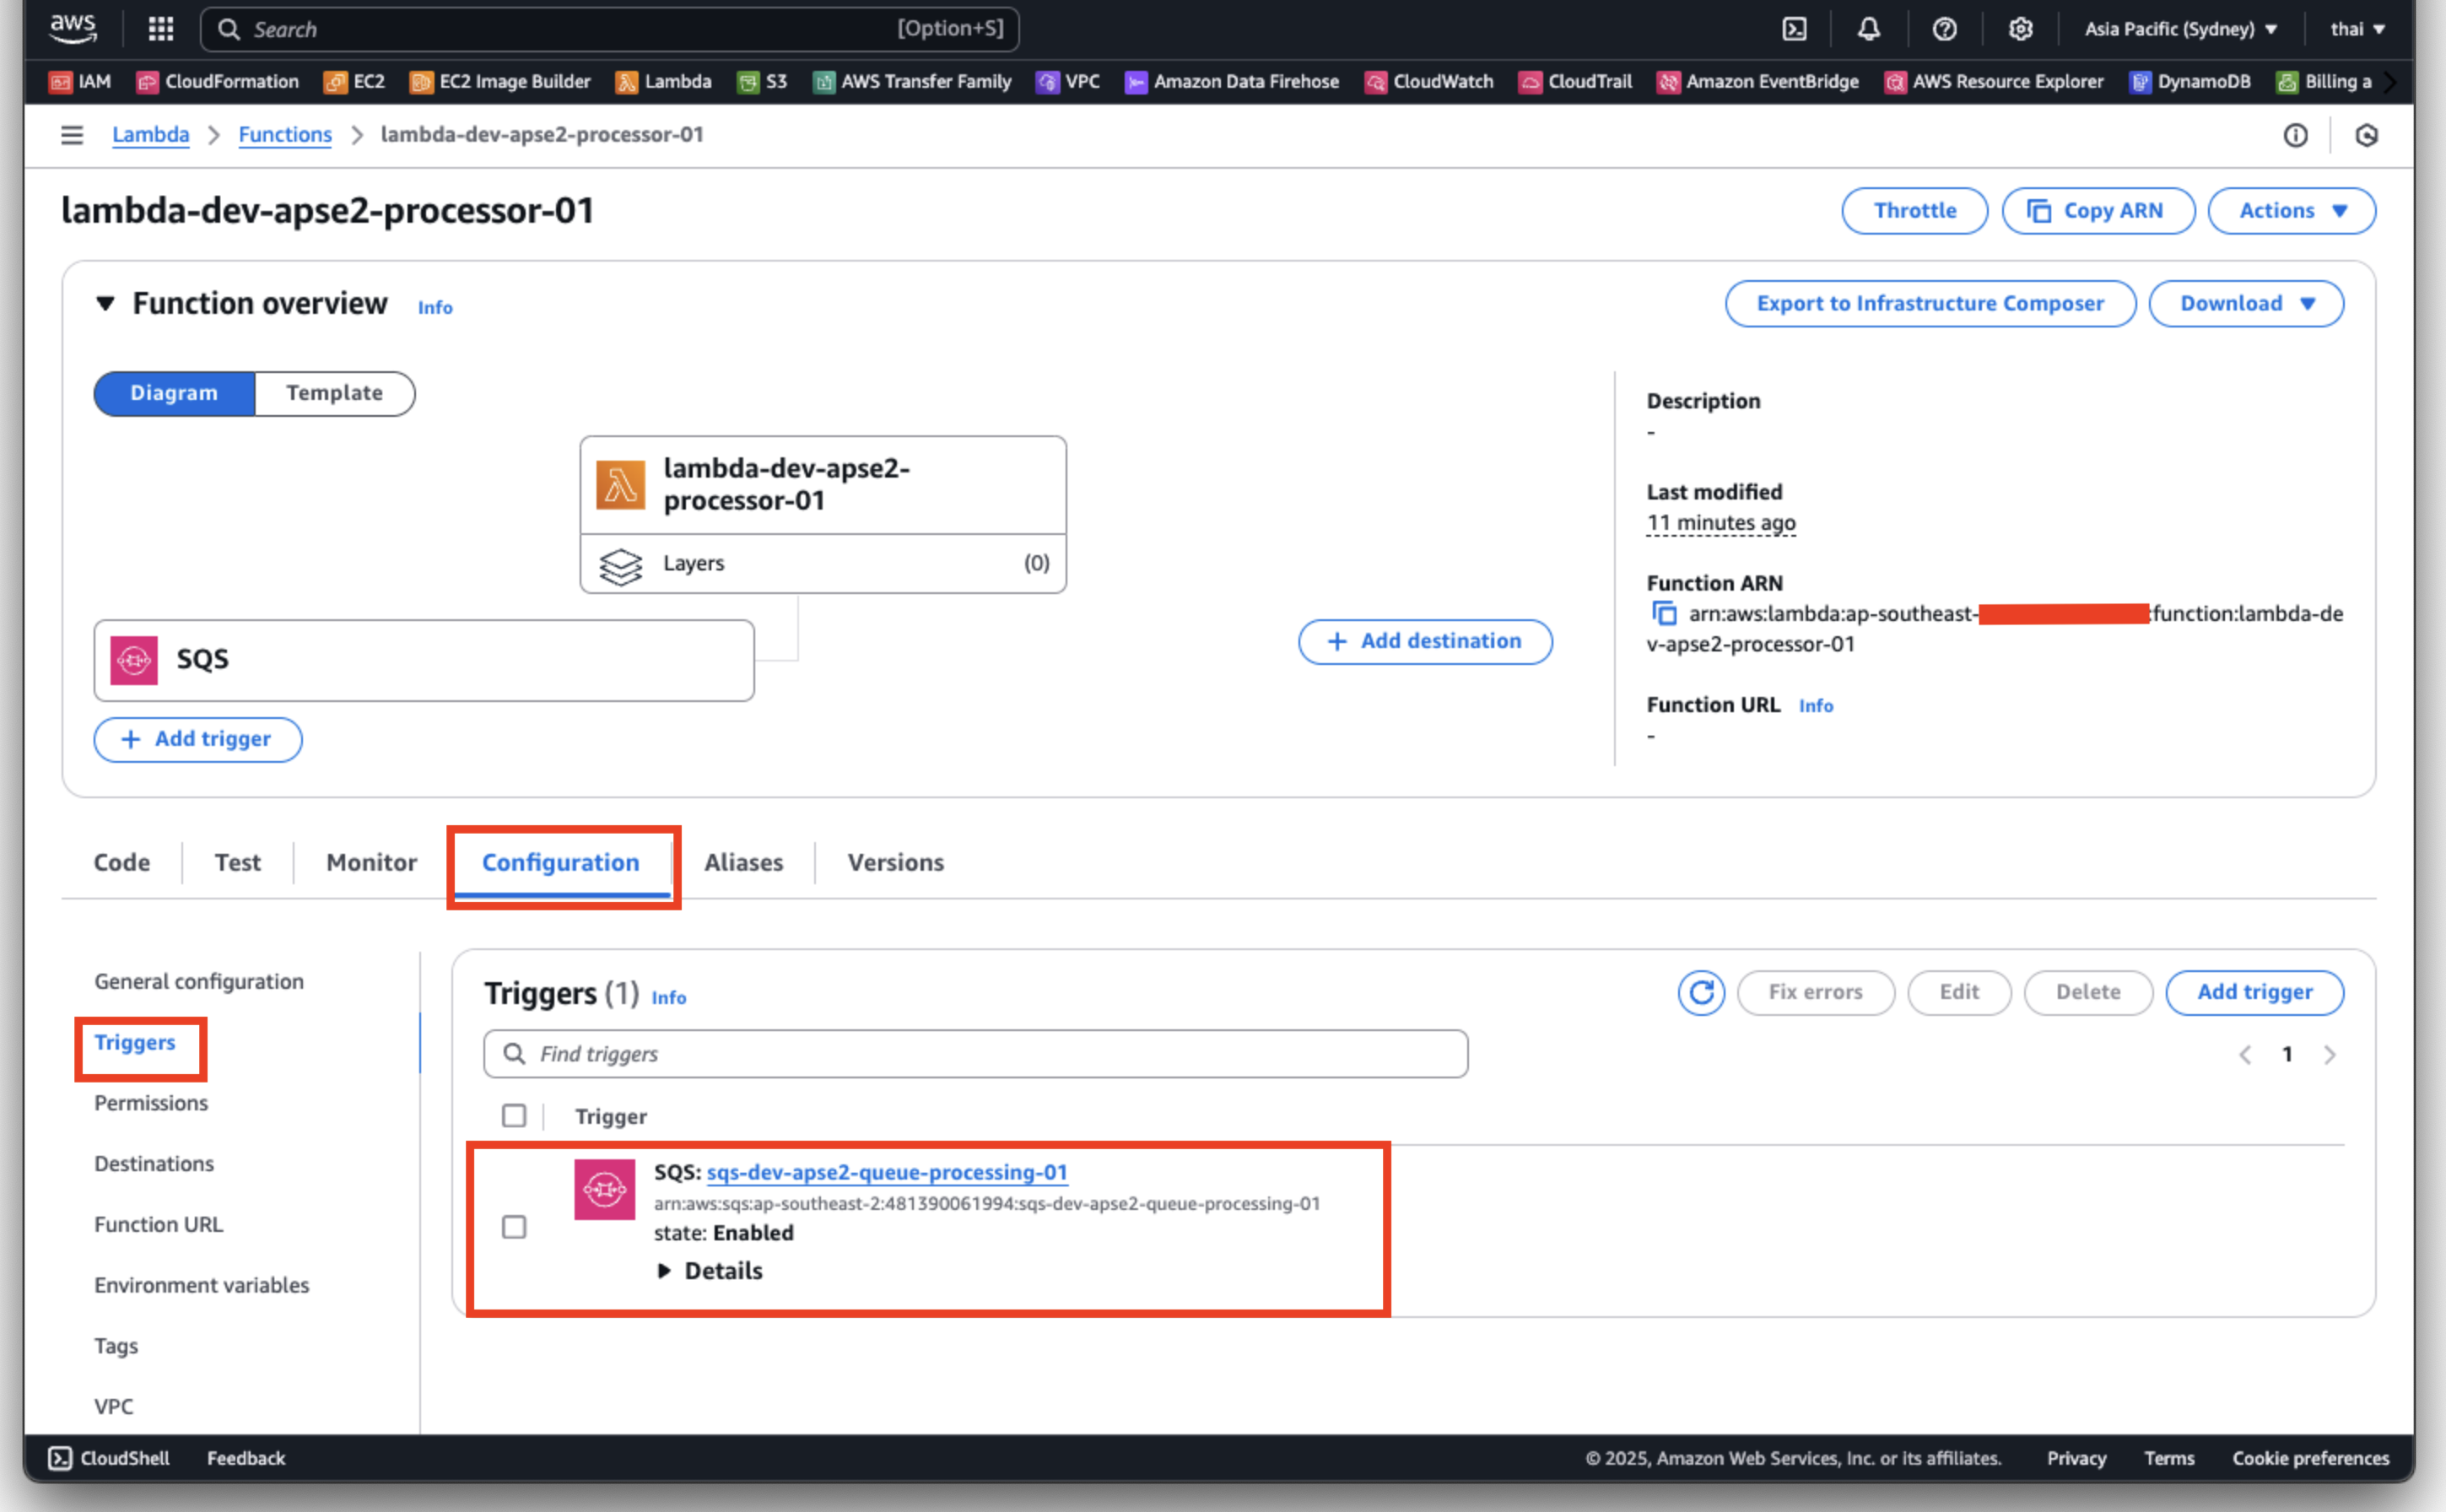 aws
Search [Option+S]
Asia Pacific (Sydney) thai
IAM CloudFormation EC2 EC2 Image Builder Lambda S3 AWS Transfer Family VPC Amazon Data Firehose CloudWatch CloudTrail Amazon EventBridge AWS Resource Explorer DynamoDB Billing a
Lambda Functions lambda-dev-apse2-processor-01
lambda-dev-apse2-processor-01
Throttle Copy ARN Actions
Function overview Info
Export to Infrastructure Composer Download
Diagram Template
lambda-dev-apse2-
processor-01
Layers (0)
SQS
+ Add trigger
+ Add destination
Description
-
Last modified
11 minutes ago
Function ARN
arn:aws:lambda:ap-southeast- :function:lambda-de
v-apse2-processor-01
Function URL Info
-
Code Test Monitor Configuration Aliases Versions
General configuration
Triggers
Permissions
Destinations
Function URL
Environment variables
Tags
VPC
Triggers (1) Info
Fix errors Edit Delete Add trigger
Find triggers
1
Trigger
SQS: sqs-dev-apse2-queue-processing-01
arn:aws:sqs:ap-southeast-2:481390061994:sqs-dev-apse2-queue-processing-01
state: Enabled
Details
CloudShell Feedback
© 2025, Amazon Web Services, Inc. or its affiliates. Privacy Terms Cookie preferences